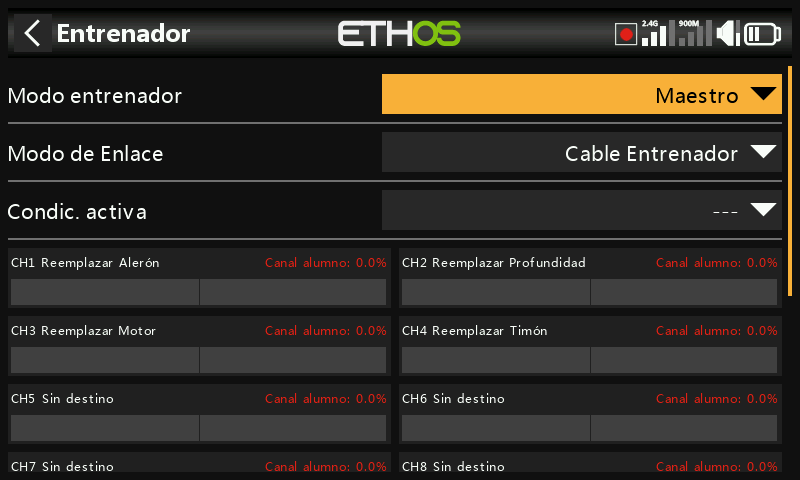 Entrenador
ETHOS
2.4G
900M
Modo entrenador
Maestro
Modo de Enlace
Cable Entrenador
Condic. activa
---
CH1 Reemplazar Alerón
Canal alumno: 0.0%
CH2 Reemplazar Profundidad
Canal alumno: 0.0%
CH3 Reemplazar Motor
Canal alumno: 0.0%
CH4 Reemplazar Timón
Canal alumno: 0.0%
CH5 Sin destino
Canal alumno: 0.0%
CH6 Sin destino
Canal alumno: 0.0%
CH7 Sin destino
Canal alumno: 0.0%
CH8 Sin destino
Canal alumno: 0.0%